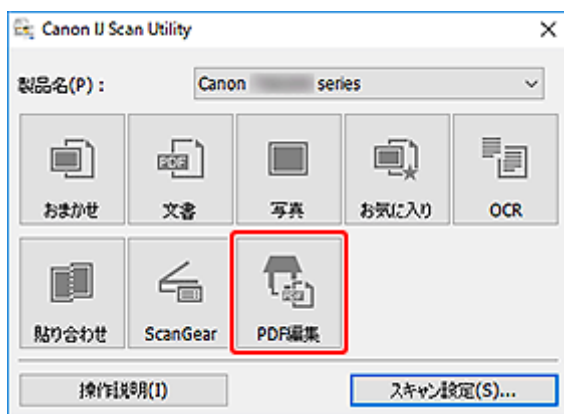 Canon IJ Scan Utility
製品名(P) : Canon series
おまかせ 文書 写真 お気に入り OCR
貼り合わせ ScanGear PDF編集
操作説明(I) スキャン設定(S)...